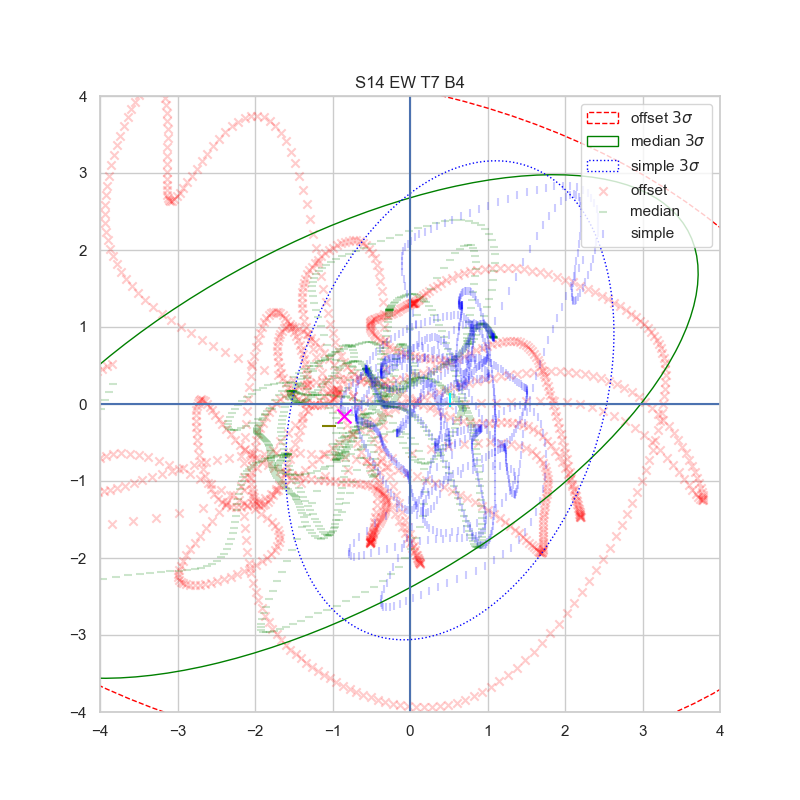 S14 EW T7 B4
offset 3σ
median 3σ
simple 3σ
offset
median
simple
4
3
2
1
0
−1
−2
−3
−4
−4 −3 −2 −1 0 1 2 3 4